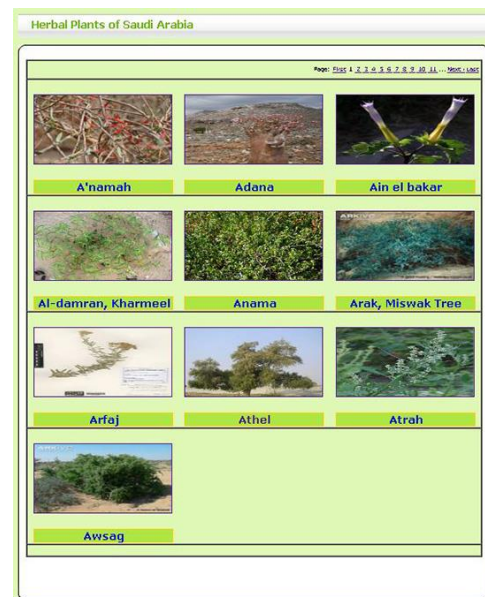 Herbal Plants of Saudi Arabia
Page: First 1 2 3 4 5 6 7 8 9 10 11 ... Next › Last
A'namah Adana Ain el bakar
Al-damran, Kharmeel Anama Arak, Miswak Tree
Arfaj Athel Atrah
Awsag